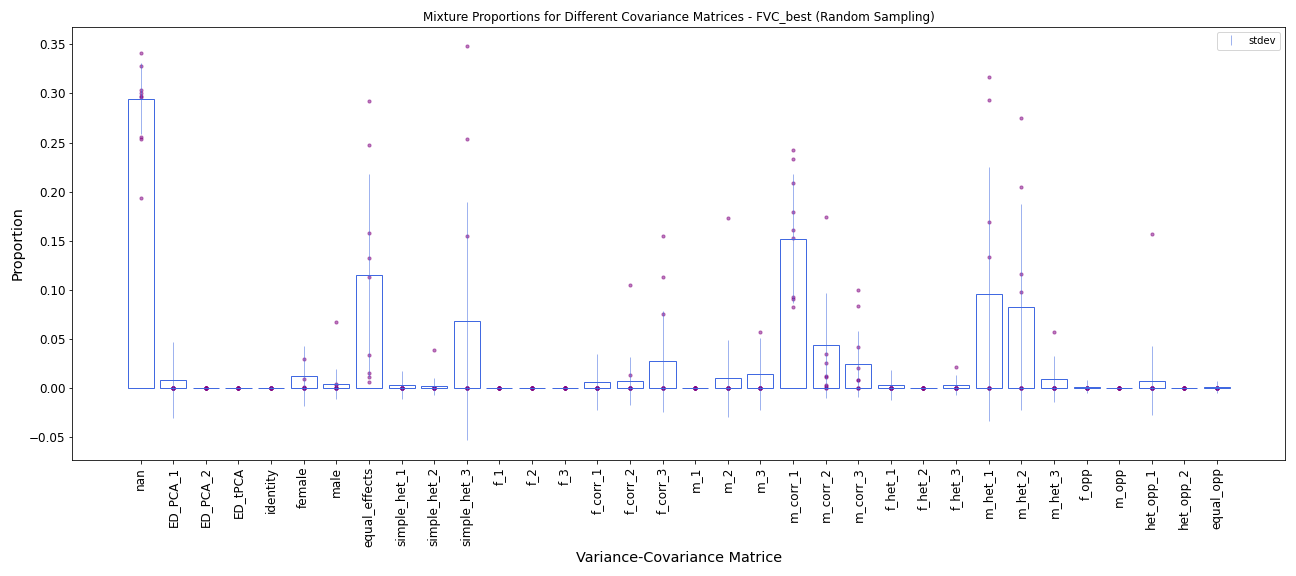 Mixture Proportions for Different Covariance Matrices - FVC_best (Random Sampling)
stdev
Proportion
0.35
0.30
0.25
0.20
0.15
0.10
0.05
0.00
−0.05
nan
ED_PCA_1
ED_PCA_2
ED_tPCA
identity
female
male
equal_effects
simple_het_1
simple_het_2
simple_het_3
f_1
f_2
f_3
f_corr_1
f_corr_2
f_corr_3
m_1
m_2
m_3
m_corr_1
m_corr_2
m_corr_3
f_het_1
f_het_2
f_het_3
m_het_1
m_het_2
m_het_3
f_opp
m_opp
het_opp_1
het_opp_2
equal_opp
Variance-Covariance Matrice